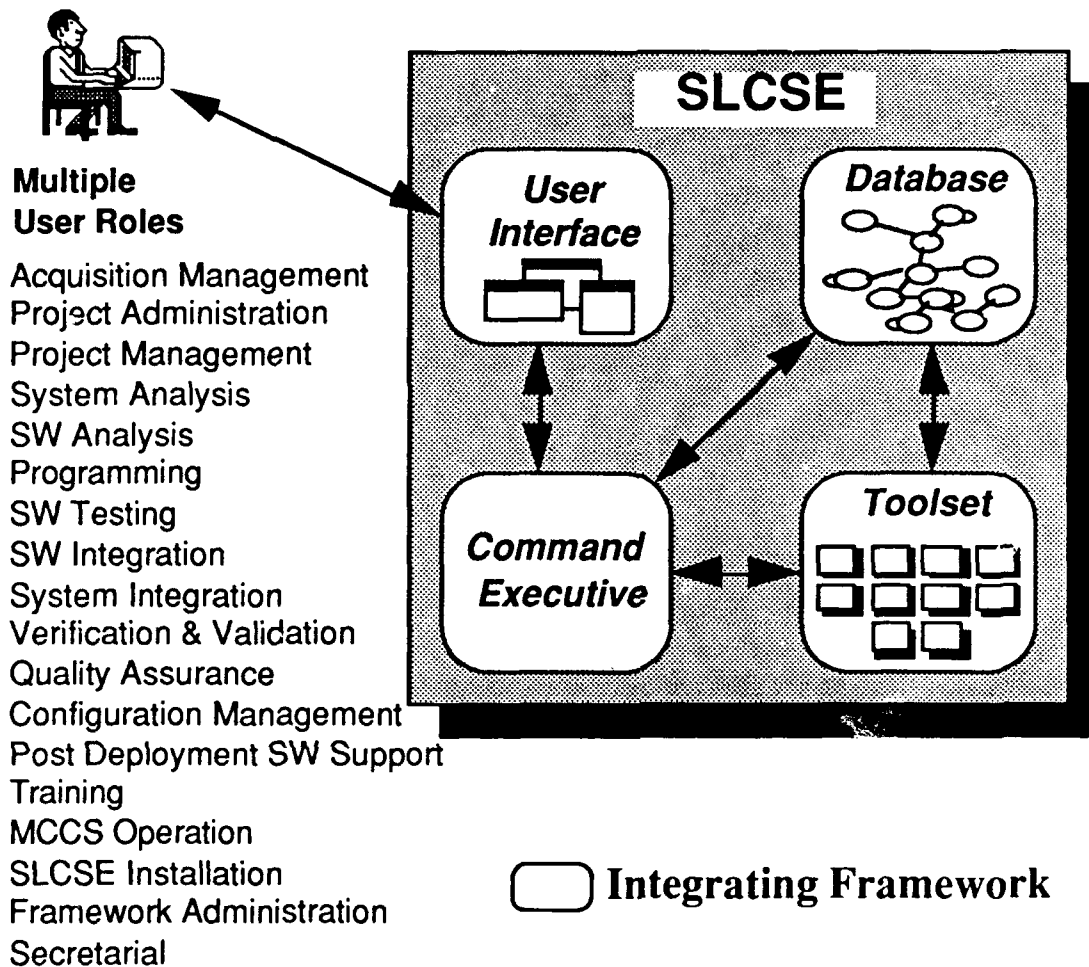 SLCSE
User
Interface
Database
Command
Executive
Toolset
Multiple
User Roles
Acquisition Management
Project Administration
Project Management
System Analysis
SW Analysis
Programming
SW Testing
SW Integration
System Integration
Verification & Validation
Quality Assurance
Configuration Management
Post Deployment SW Support
Training
MCCS Operation
SLCSE Installation
Framework Administration
Secretarial
Integrating Framework